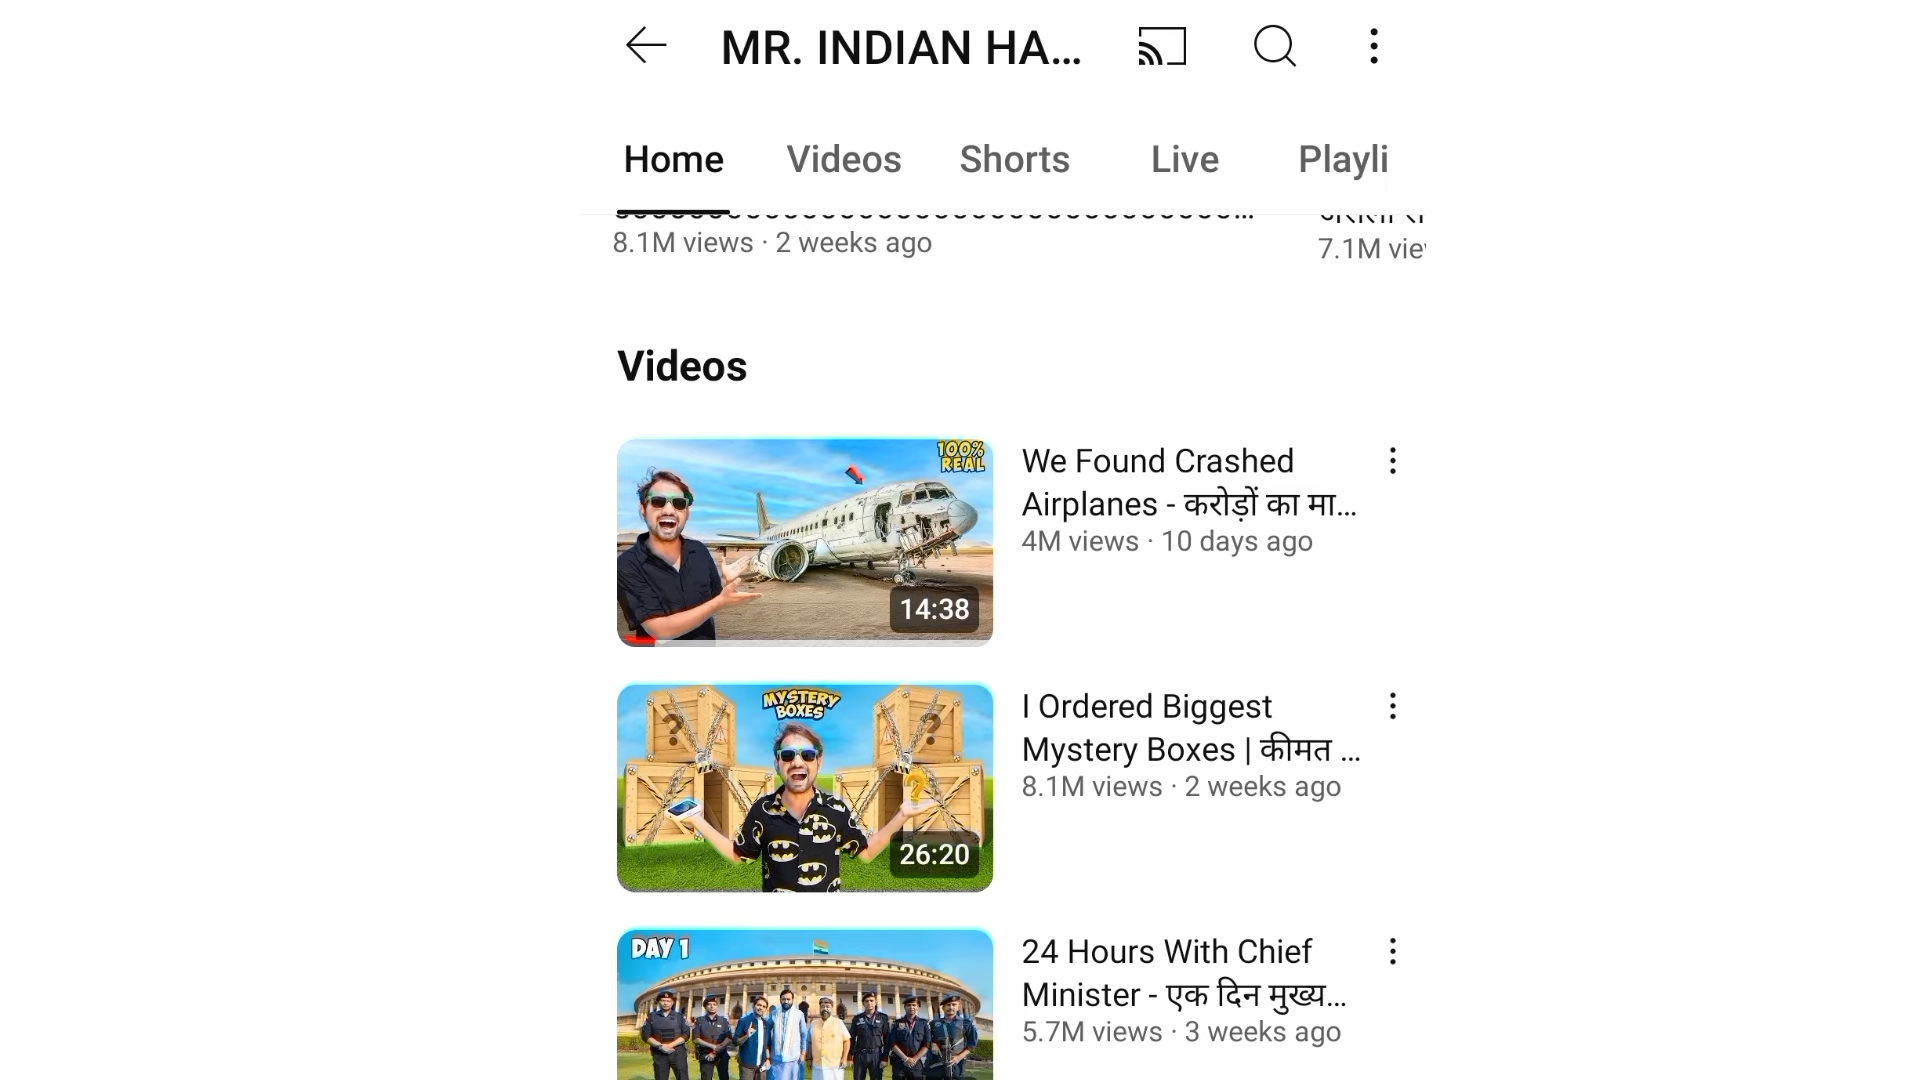 MR. INDIAN HA...
Home Videos Shorts Live Playli
8.1M views · 2 weeks ago
7.1M vie
Videos
100%
REAL
14:38
We Found Crashed
Airplanes - करोड़ों का मा...
4M views · 10 days ago
MYSTERY
BOXES
? ?
?
26:20
I Ordered Biggest
Mystery Boxes | कीमत ...
8.1M views · 2 weeks ago
DAY 1
24 Hours With Chief
Minister - एक दिन मुख्य...
5.7M views · 3 weeks ago